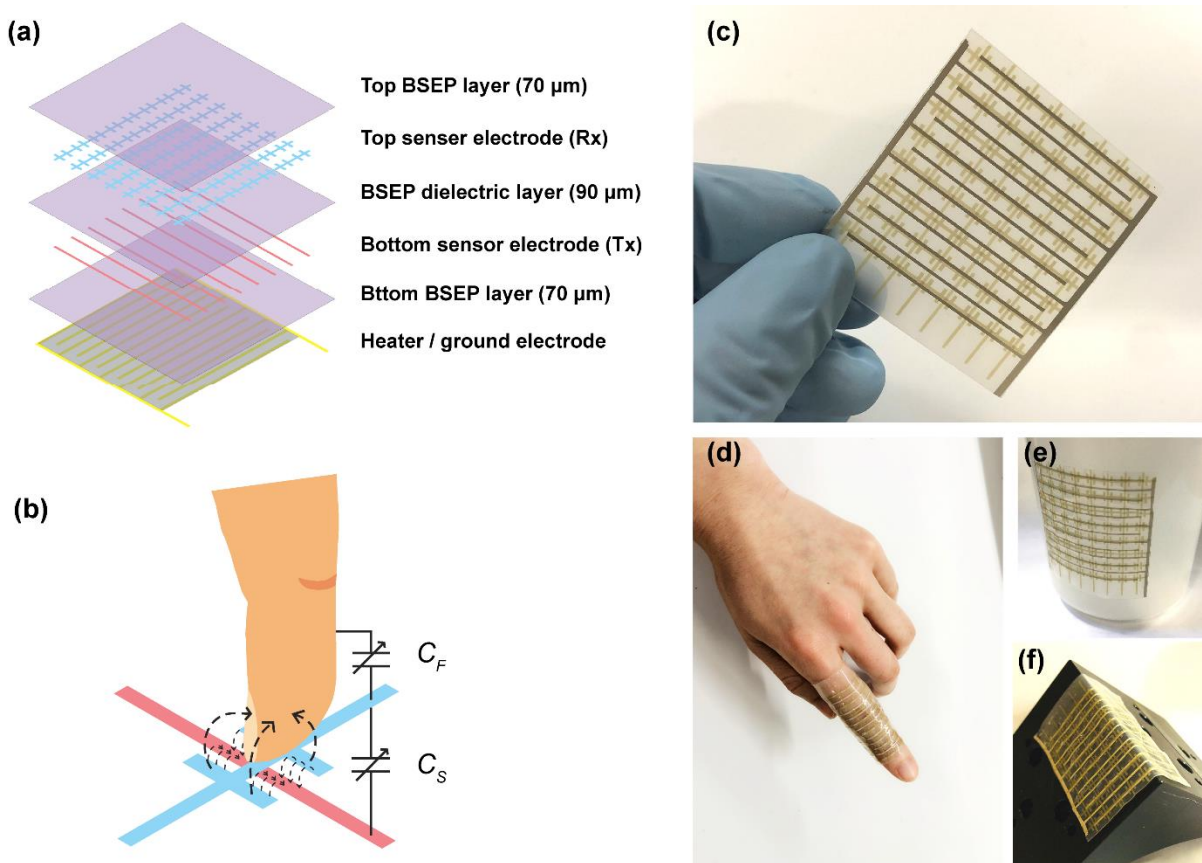 (a)
Top BSEP layer (70 µm)
Top senser electrode (Rx)
BSEP dielectric layer (90 µm)
Bottom sensor electrode (Tx)
Bttom BSEP layer (70 µm)
Heater / ground electrode
(b)
C_F
C_S
(c)
(d)
(e)
(f)